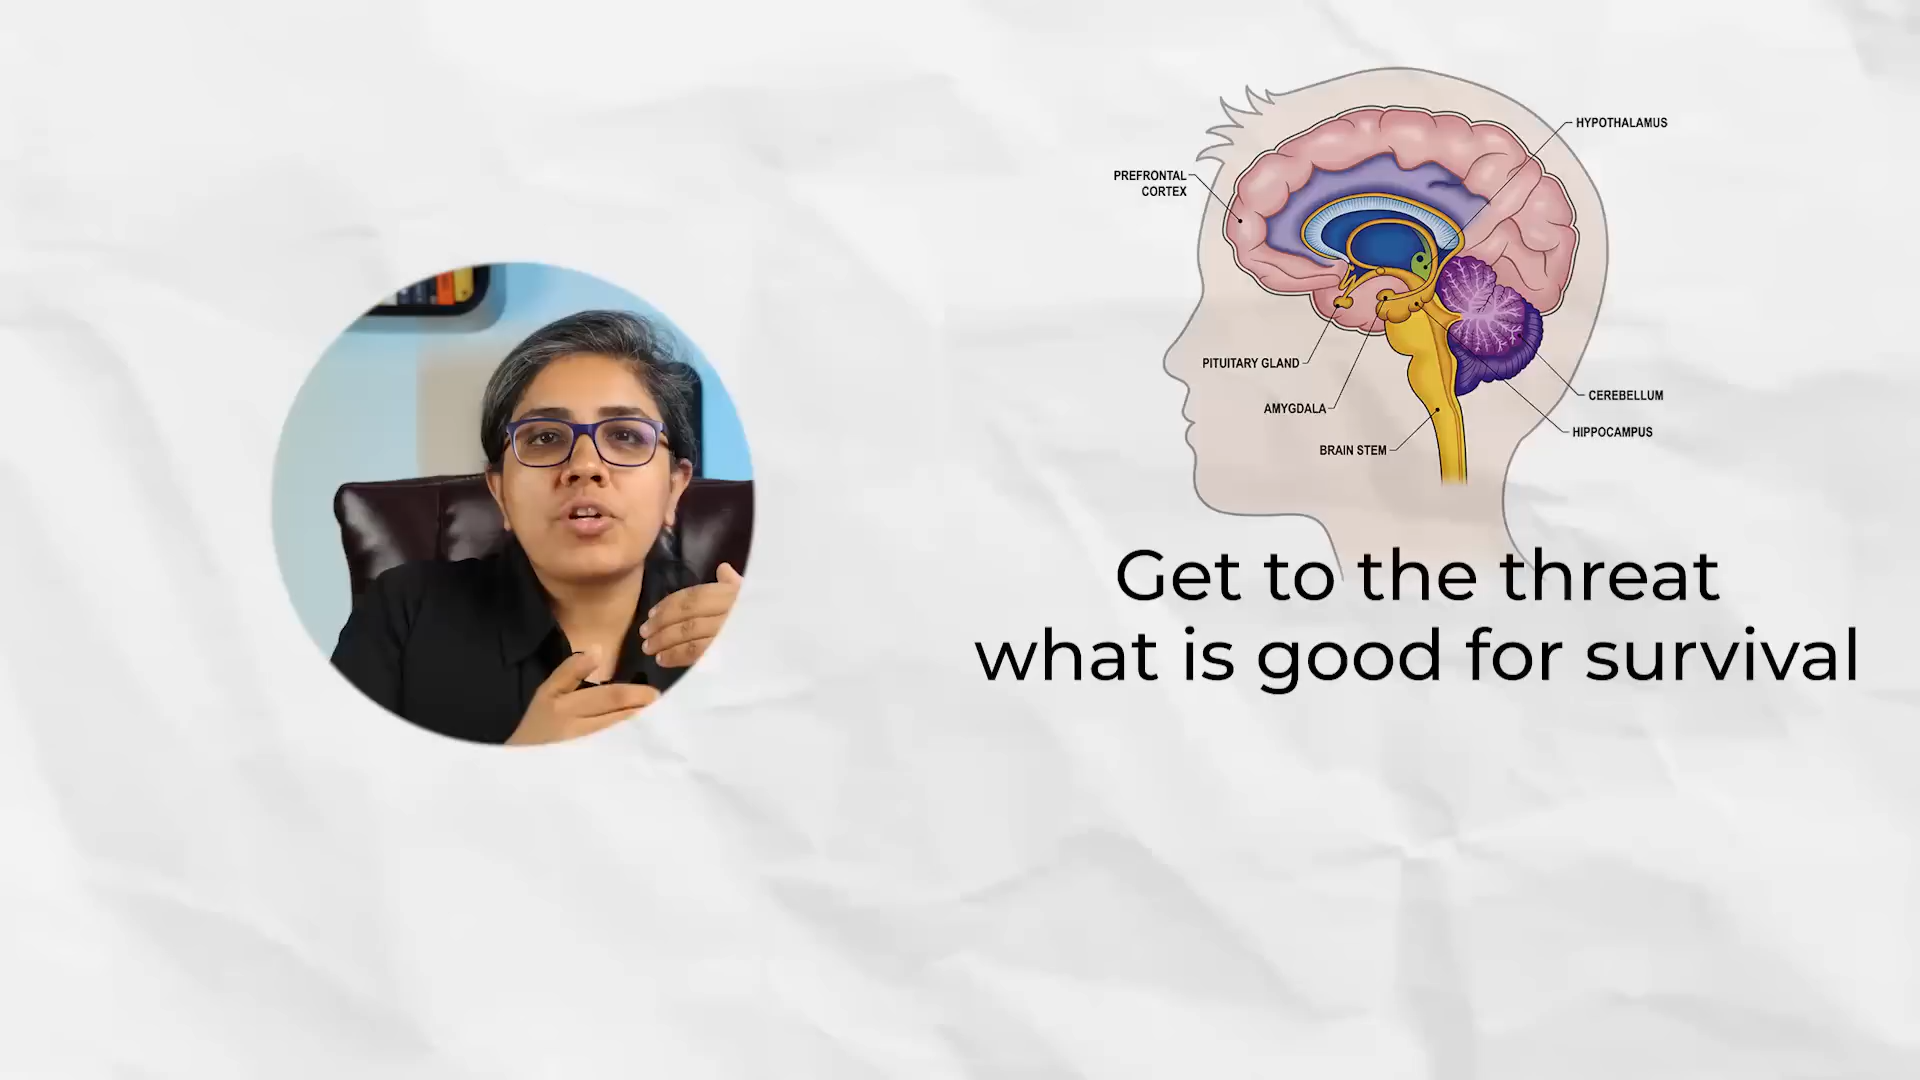 HYPOTHALAMUS
PREFRONTAL
CORTEX
PITUITARY GLAND
CEREBELLUM
AMYGDALA
HIPPOCAMPUS
BRAIN STEM
Get to the threat
what is good for survival